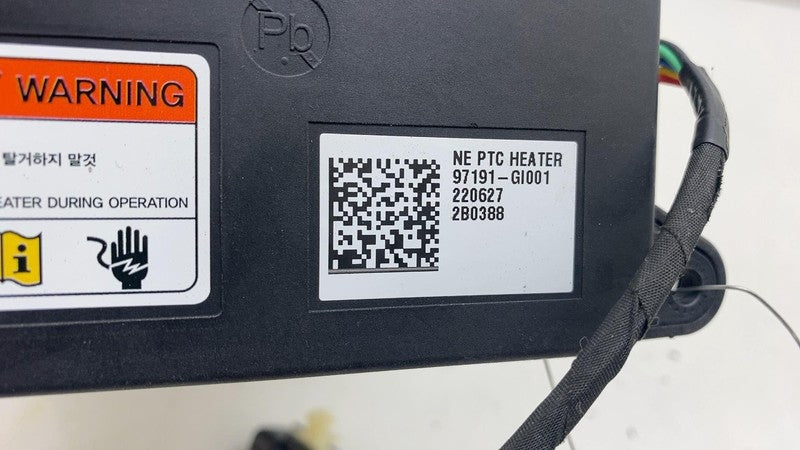 Pb
WARNING
탈거하지 말것
EATER DURING OPERATION
i
NE PTC HEATER
97191-GI001
220627
2B0388